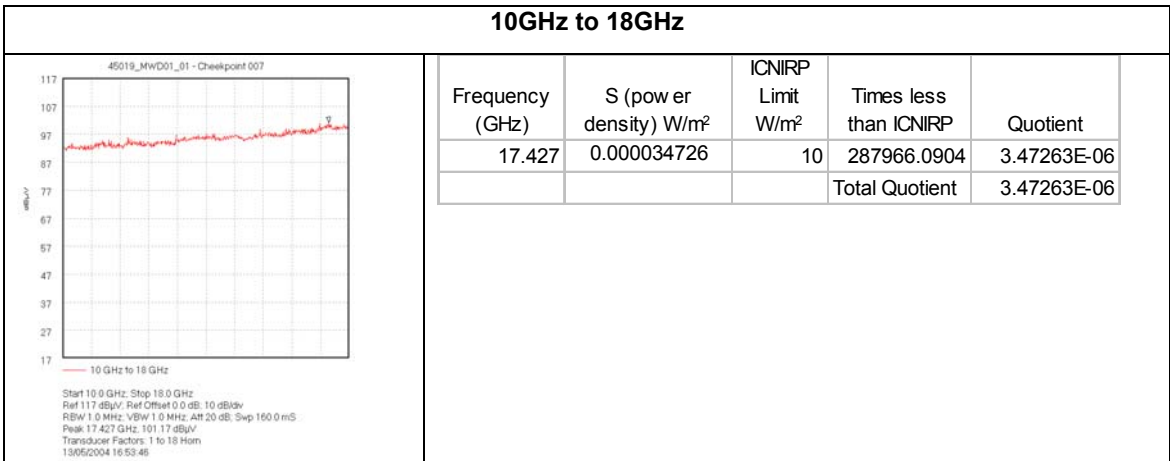 10GHz to 18GHz
45019_MWD01_01 - Cheekpoint 007
117
107
97
87
77
67
57
47
37
27
17
dBµV
10 GHz to 18 GHz
Start 10.0 GHz; Stop 18.0 GHz
Ref 117 dBµV; Ref Offset 0.0 dB; 10 dB/div
RBW 1.0 MHz; VBW 1.0 MHz; Att 20 dB; Swp 160.0 mS
Peak 17.427 GHz, 101.17 dBµV
Transducer Factors: 1 to 18 Horn
13/05/2004 16:53:46
Frequency (GHz) S (pow er density) W/m² ICNIRP Limit W/m² Times less than ICNIRP Quotient
17.427 0.000034726 10 287966.0904 3.47263E-06
Total Quotient 3.47263E-06